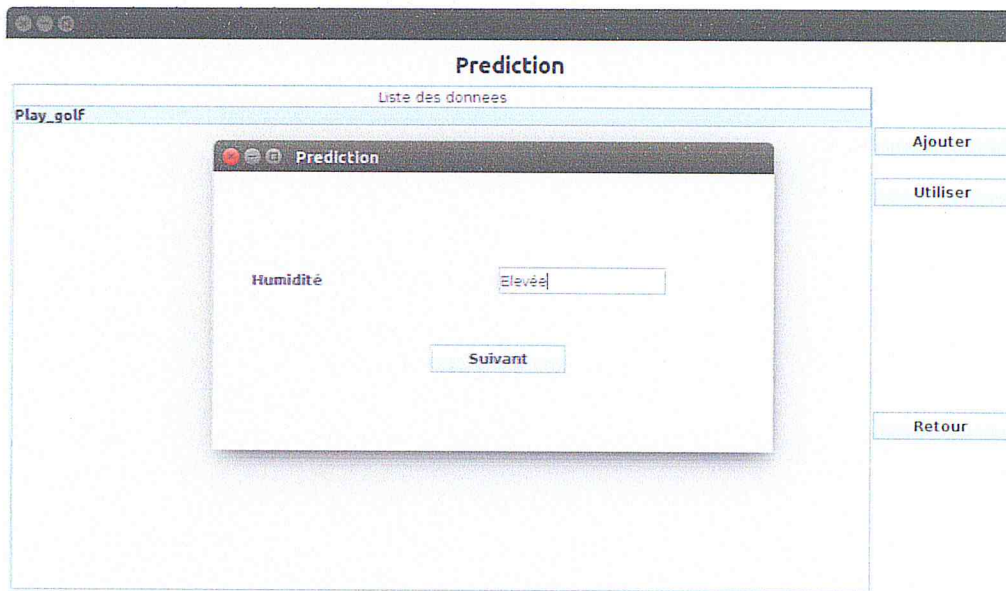 Prediction
Liste des donnees
Play_golf
Ajouter
Utiliser
Prediction
Humidité
Elevée
Suivant
Retour